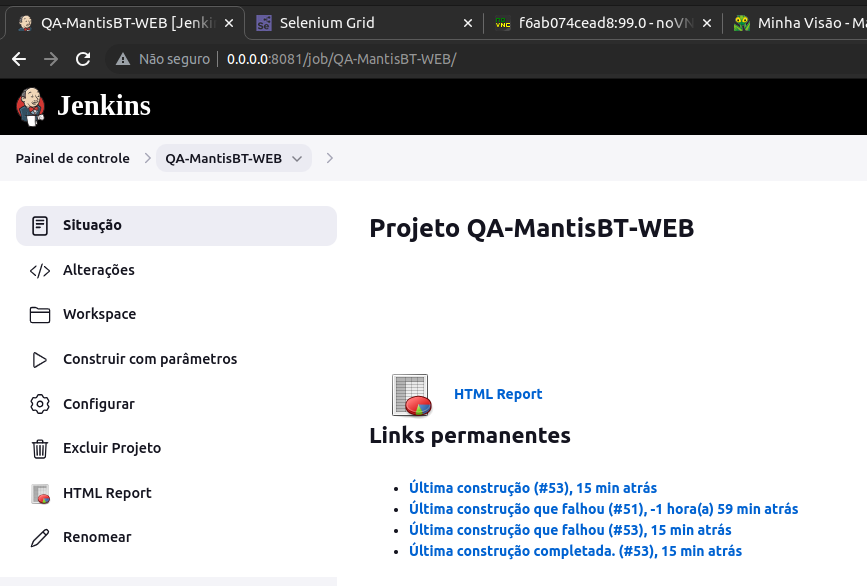 QA-MantisBT-WEB [Jenki
Selenium Grid
f6ab074cead8:99.0 - noVN
Minha Visão - Ma
Não seguro
0.0.0.0:8081/job/QA-MantisBT-WEB/
Jenkins
Painel de controle
QA-MantisBT-WEB
Situação
Alterações
Workspace
Construir com parâmetros
Configurar
Excluir Projeto
HTML Report
Renomear
Projeto QA-MantisBT-WEB
HTML Report
Links permanentes
Última construção (#53), 15 min atrás
Última construção que falhou (#51), -1 hora(a) 59 min atrás
Última construção que falhou (#53), 15 min atrás
Última construção completada. (#53), 15 min atrás